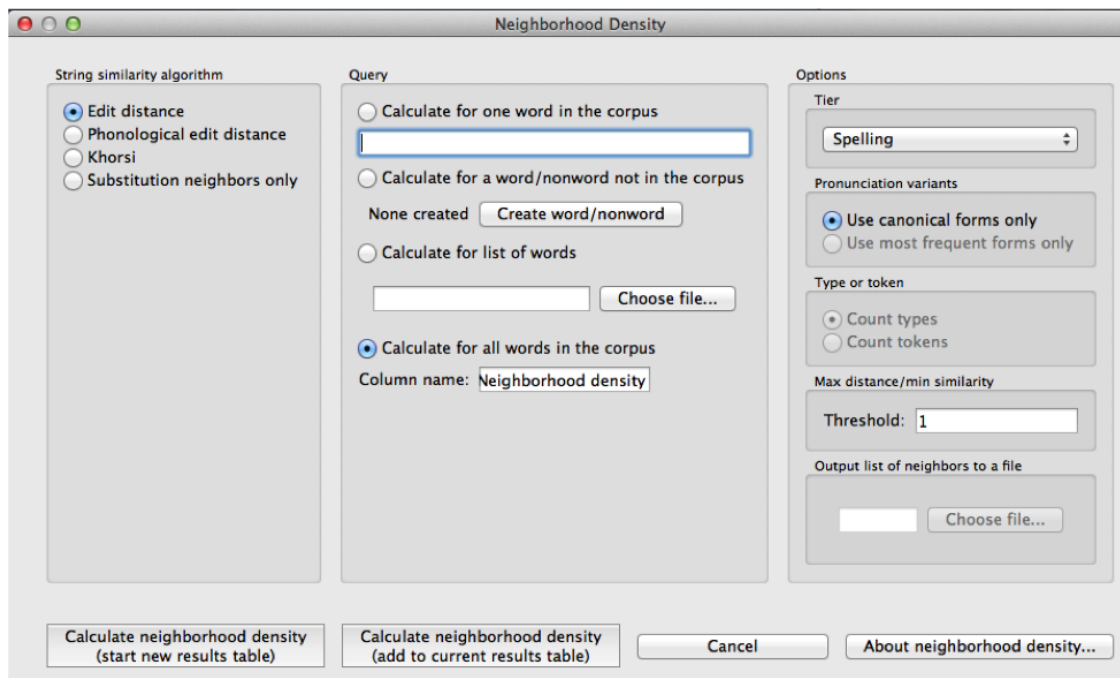 Neighborhood Density
String similarity algorithm
Edit distance
Phonological edit distance
Khorsi
Substitution neighbors only
Query
Calculate for one word in the corpus
Calculate for a word/nonword not in the corpus
None created
Create word/nonword
Calculate for list of words
Choose file...
Calculate for all words in the corpus
Column name: Neighborhood density
Options
Tier
Spelling
Pronunciation variants
Use canonical forms only
Use most frequent forms only
Type or token
Count types
Count tokens
Max distance/min similarity
Threshold: 1
Output list of neighbors to a file
Choose file...
Calculate neighborhood density
(start new results table)
Calculate neighborhood density
(add to current results table)
Cancel
About neighborhood density...